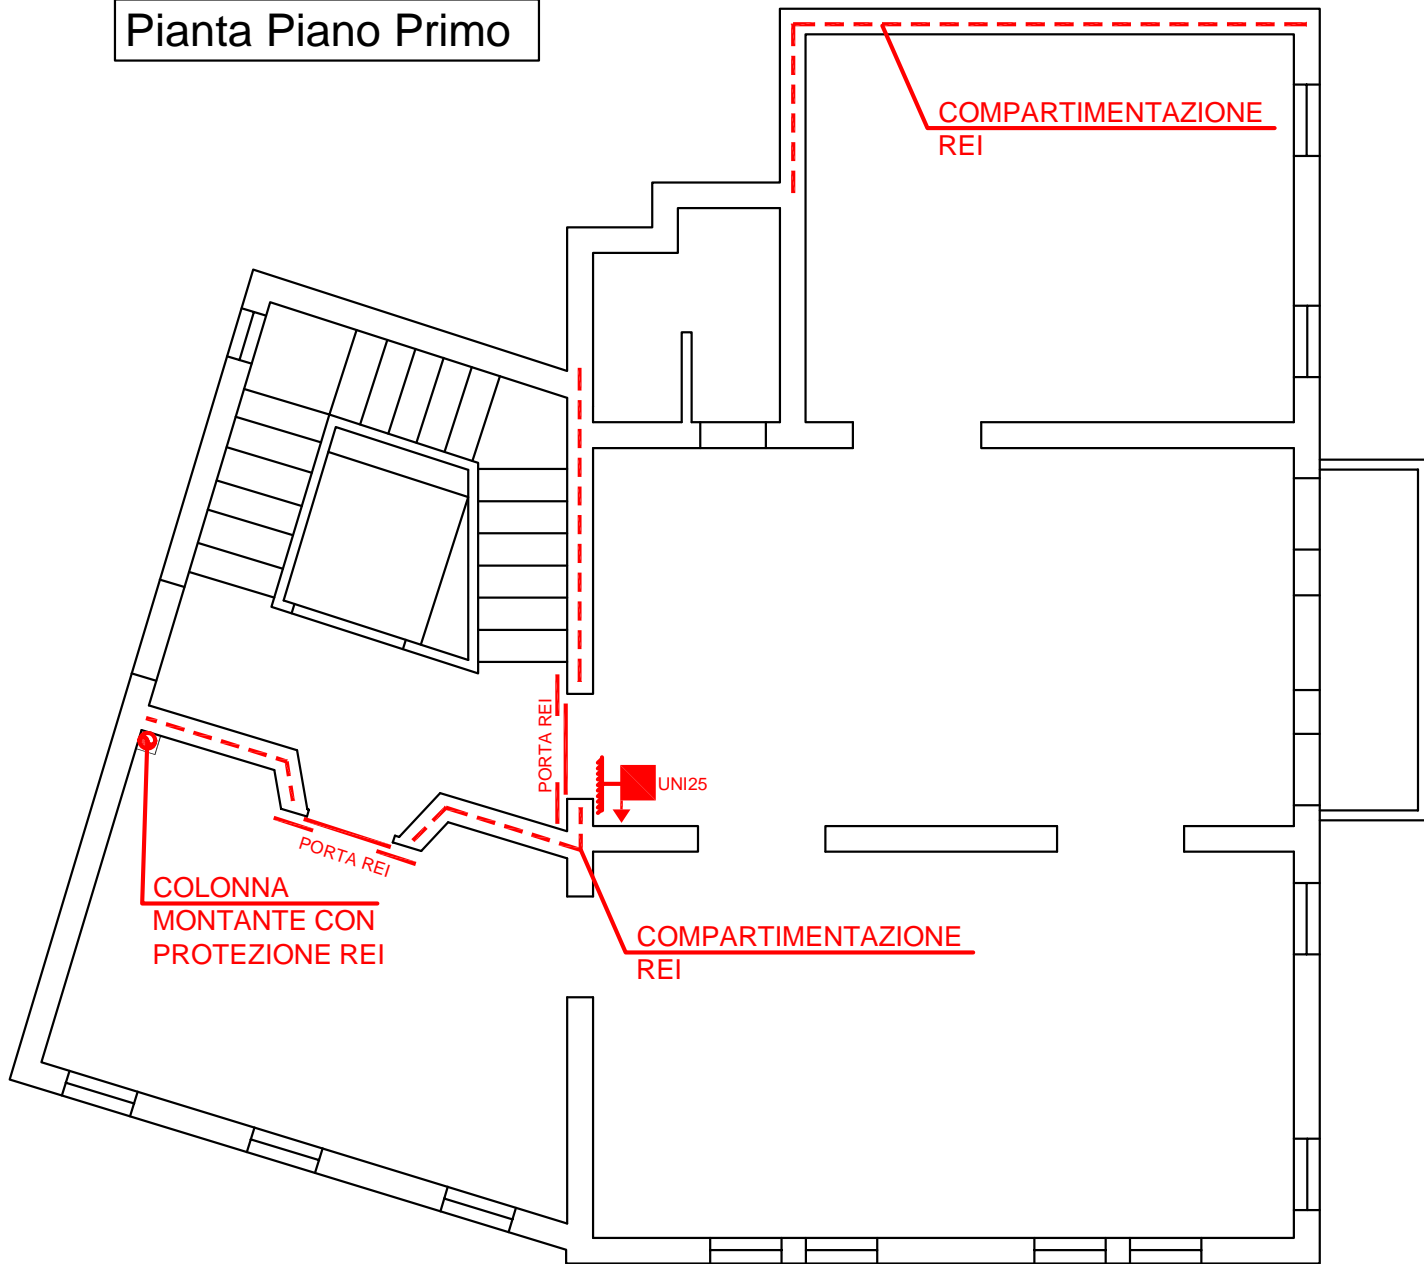 Pianta Piano Primo
COMPARTIMENTAZIONE
REI
PORTA REI
UNI25
PORTA REI
COLONNA
MONTANTE CON
PROTEZIONE REI
COMPARTIMENTAZIONE
REI